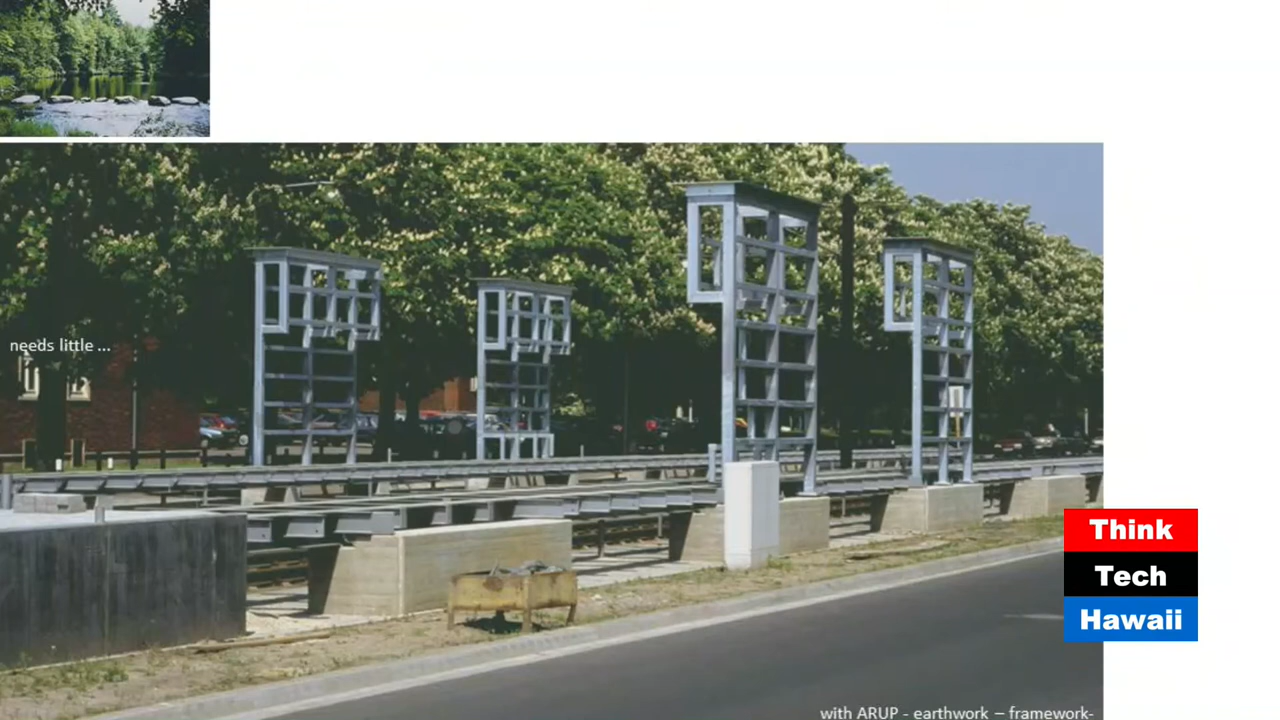 needs little ...
Think
Tech
Hawaii
with ARUP - earthwork – framework-